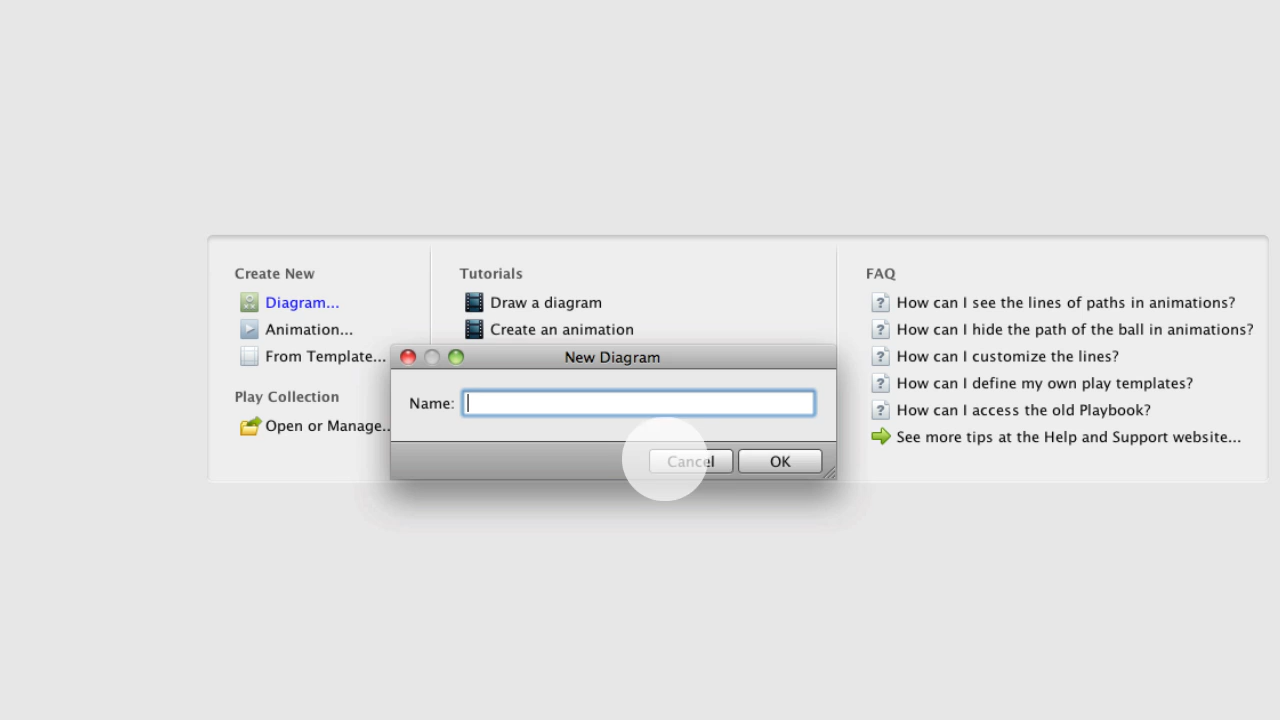 Create New
Diagram...
Animation...
From Template...
Play Collection
Open or Manage..
Tutorials
Draw a diagram
Create an animation
New Diagram
Name:
Cancel
OK
FAQ
How can I see the lines of paths in animations?
How can I hide the path of the ball in animations?
How can I customize the lines?
How can I define my own play templates?
How can I access the old Playbook?
See more tips at the Help and Support website...